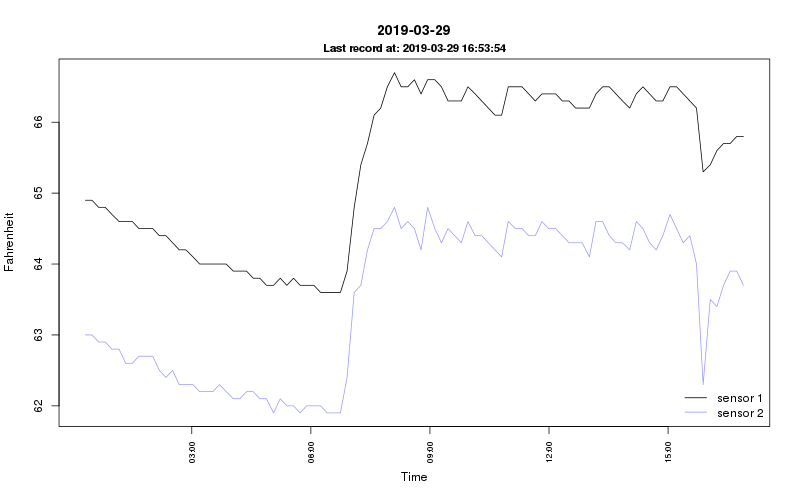 2019-03-29
Last record at: 2019-03-29 16:53:54
Fahrenheit
66
65
64
63
62
sensor 1
sensor 2
03:00
06:00
09:00
12:00
15:00
Time